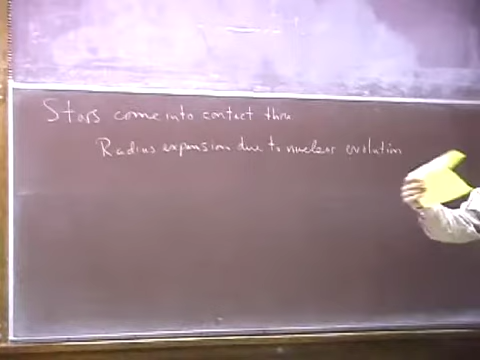 Stars come into contact thru
Radius expansion due to nuclear evolution